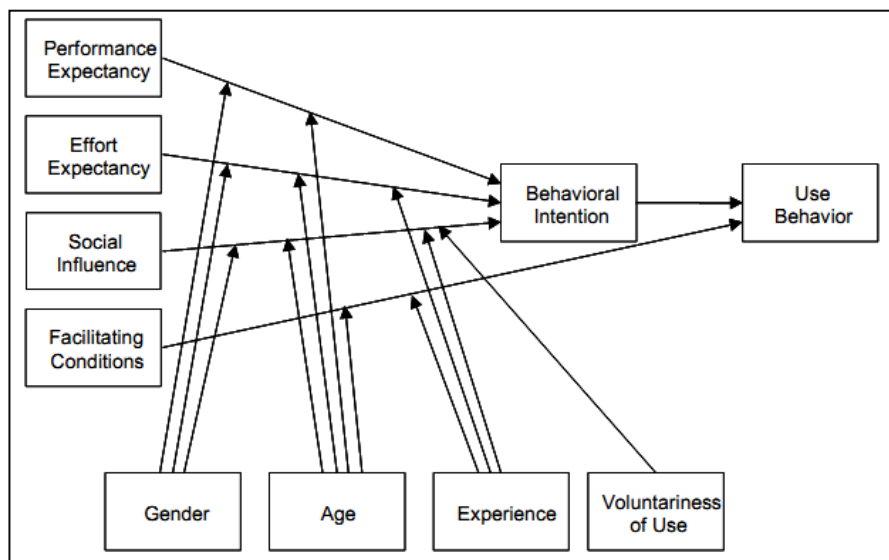 Performance
Expectancy
Effort
Expectancy
Social
Influence
Facilitating
Conditions
Behavioral
Intention
Use
Behavior
Gender
Age
Experience
Voluntariness
of Use